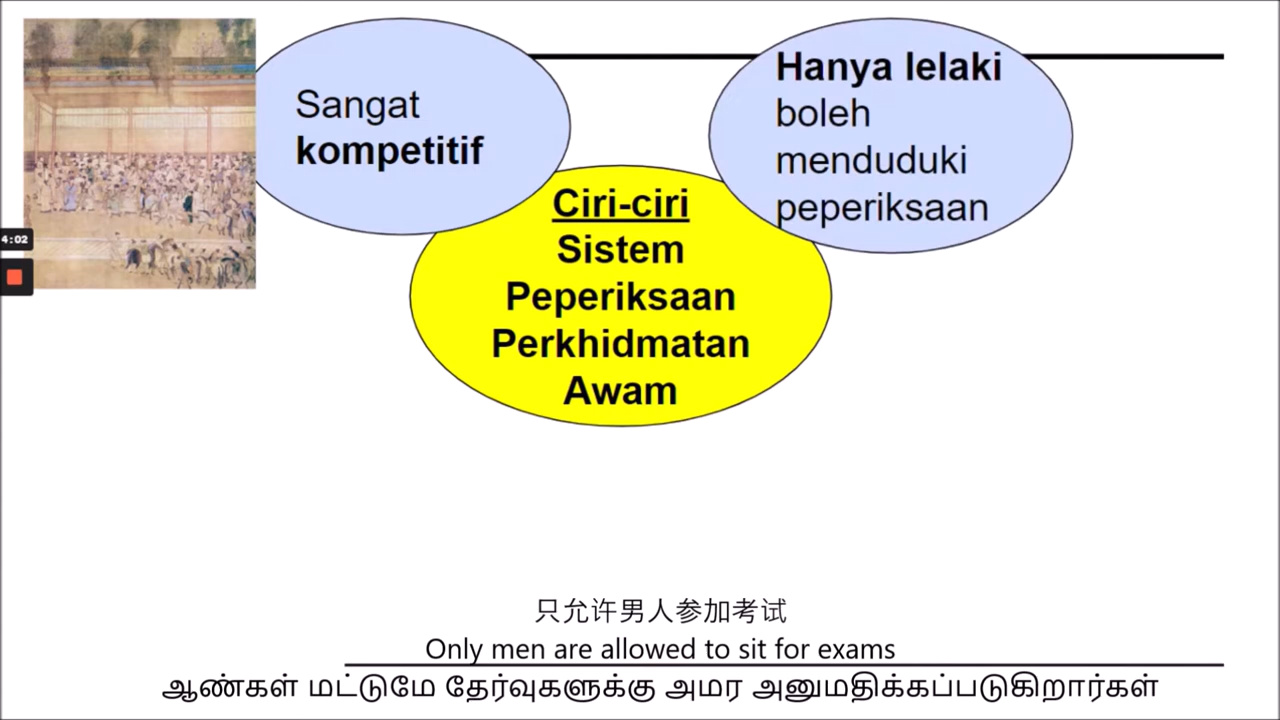 Sangat
kompetitif
Hanya lelaki
boleh
menduduki
peperiksaan
Ciri-ciri
Sistem
Peperiksaan
Perkhidmatan
Awam
4:02
只允许男人参加考试
Only men are allowed to sit for exams
ஆண்கள் மட்டுமே தேர்வுகளுக்கு அமர அனுமதிக்கப்படுகிறார்கள்